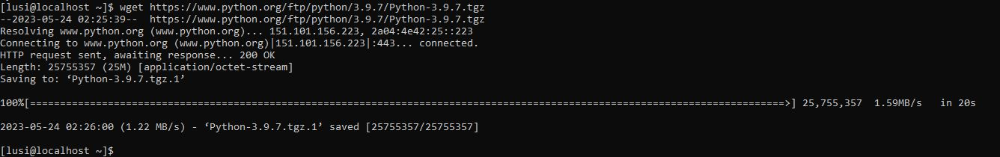 [lusi@localhost ~]$ wget https://www.python.org/ftp/python/3.9.7/Python-3.9.7.tgz
--2023-05-24 02:25:39--  https://www.python.org/ftp/python/3.9.7/Python-3.9.7.tgz
Resolving www.python.org (www.python.org)... 151.101.156.223, 2a04:4e42:25::223
Connecting to www.python.org (www.python.org)|151.101.156.223|:443... connected.
HTTP request sent, awaiting response... 200 OK
Length: 25755357 (25M) [application/octet-stream]
Saving to: ‘Python-3.9.7.tgz.1’
100%[==============================================================================================================================>] 25,755,357  1.59MB/s   in 20s
2023-05-24 02:26:00 (1.22 MB/s) - ‘Python-3.9.7.tgz.1’ saved [25755357/25755357]
[lusi@localhost ~]$